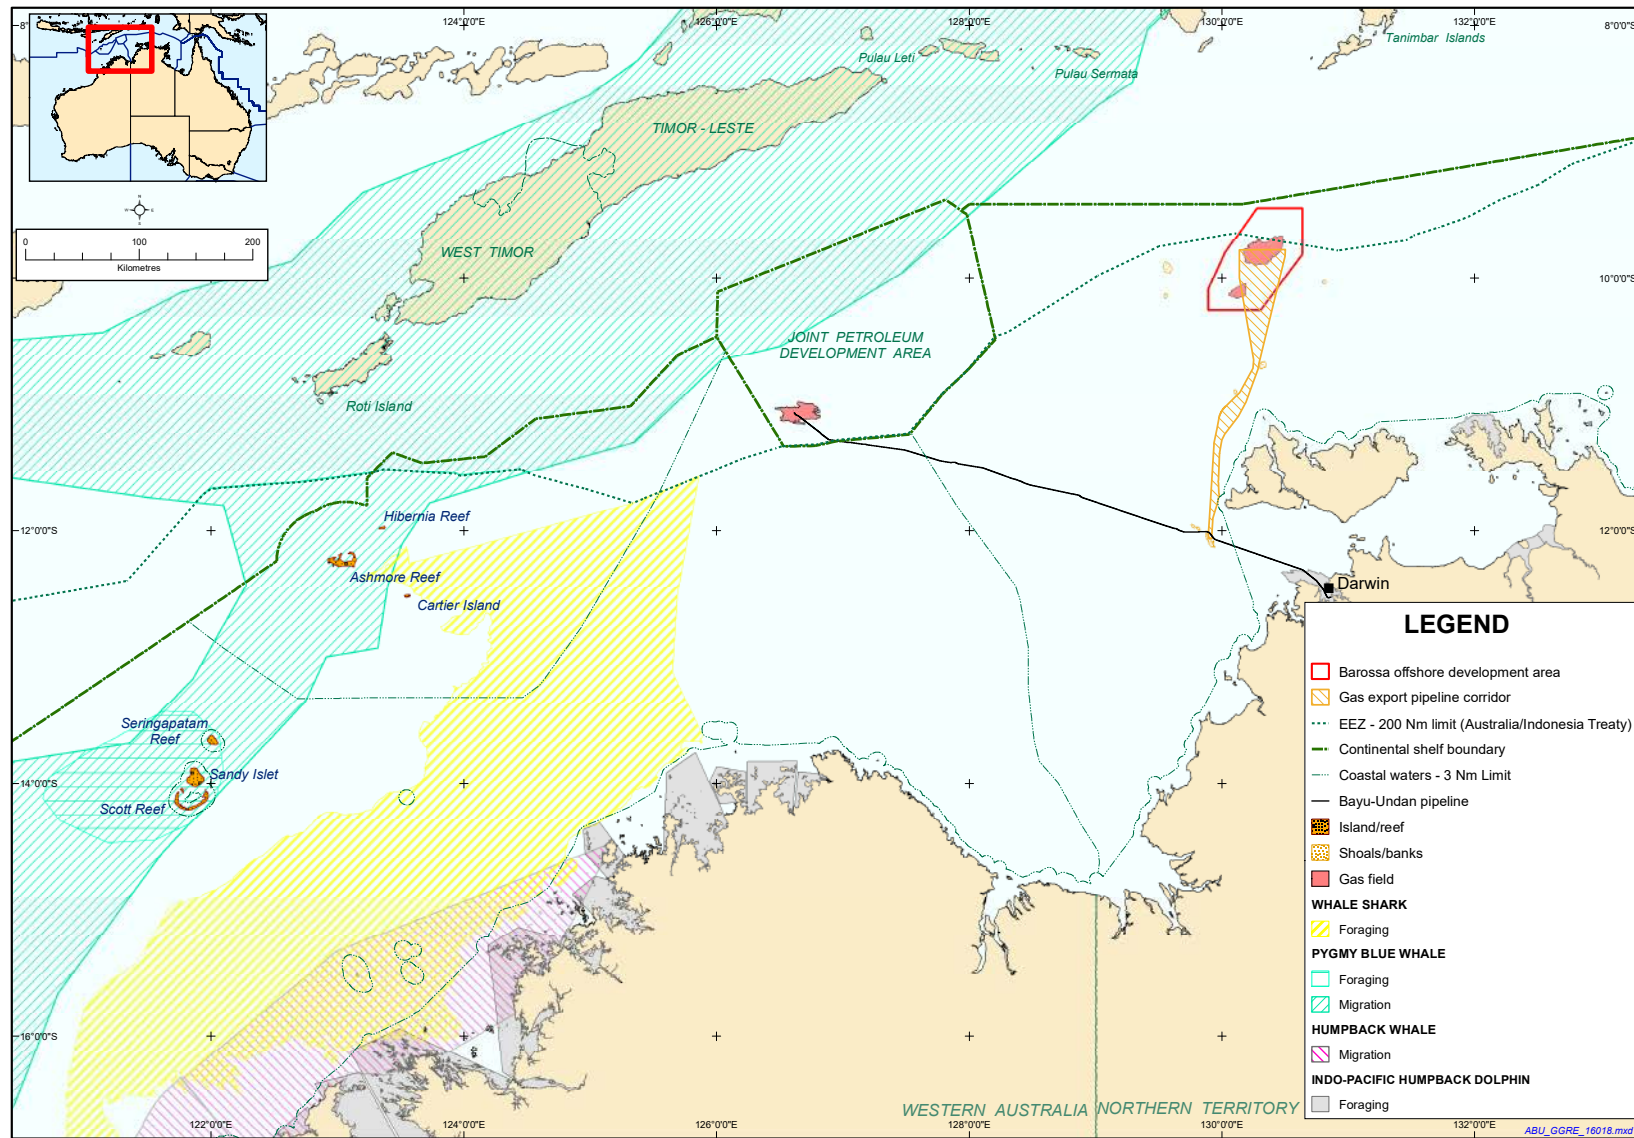 124°0'0"E
126°0'0"E
128°0'0"E
130°0'0"E
132°0'0"E
8°
8°0'0"S
Tanimbar Islands
Pulau Leti
Pulau Sermata
TIMOR - LESTE
WEST TIMOR
0 100 200
Kilometres
10°0'0"S
JOINT PETROLEUM
DEVELOPMENT AREA
Roti Island
Hibernia Reef
12°0'0"S
12°0'0"S
Ashmore Reef
Cartier Island
Darwin
Seringapatam
Reef
Sandy Islet
14°0'0"S
Scott Reef
16°0'0"S
WESTERN AUSTRALIA
NORTHERN TERRITORY
122°0'0"E
124°0'0"E
126°0'0"E
128°0'0"E
130°0'0"E
132°0'0"E
LEGEND
Barossa offshore development area
Gas export pipeline corridor
EEZ - 200 Nm limit (Australia/Indonesia Treaty)
Continental shelf boundary
Coastal waters - 3 Nm Limit
Bayu-Undan pipeline
Island/reef
Shoals/banks
Gas field
WHALE SHARK
Foraging
PYGMY BLUE WHALE
Foraging
Migration
HUMPBACK WHALE
Migration
INDO-PACIFIC HUMPBACK DOLPHIN
Foraging
ABU_GGRE_16018.mxd